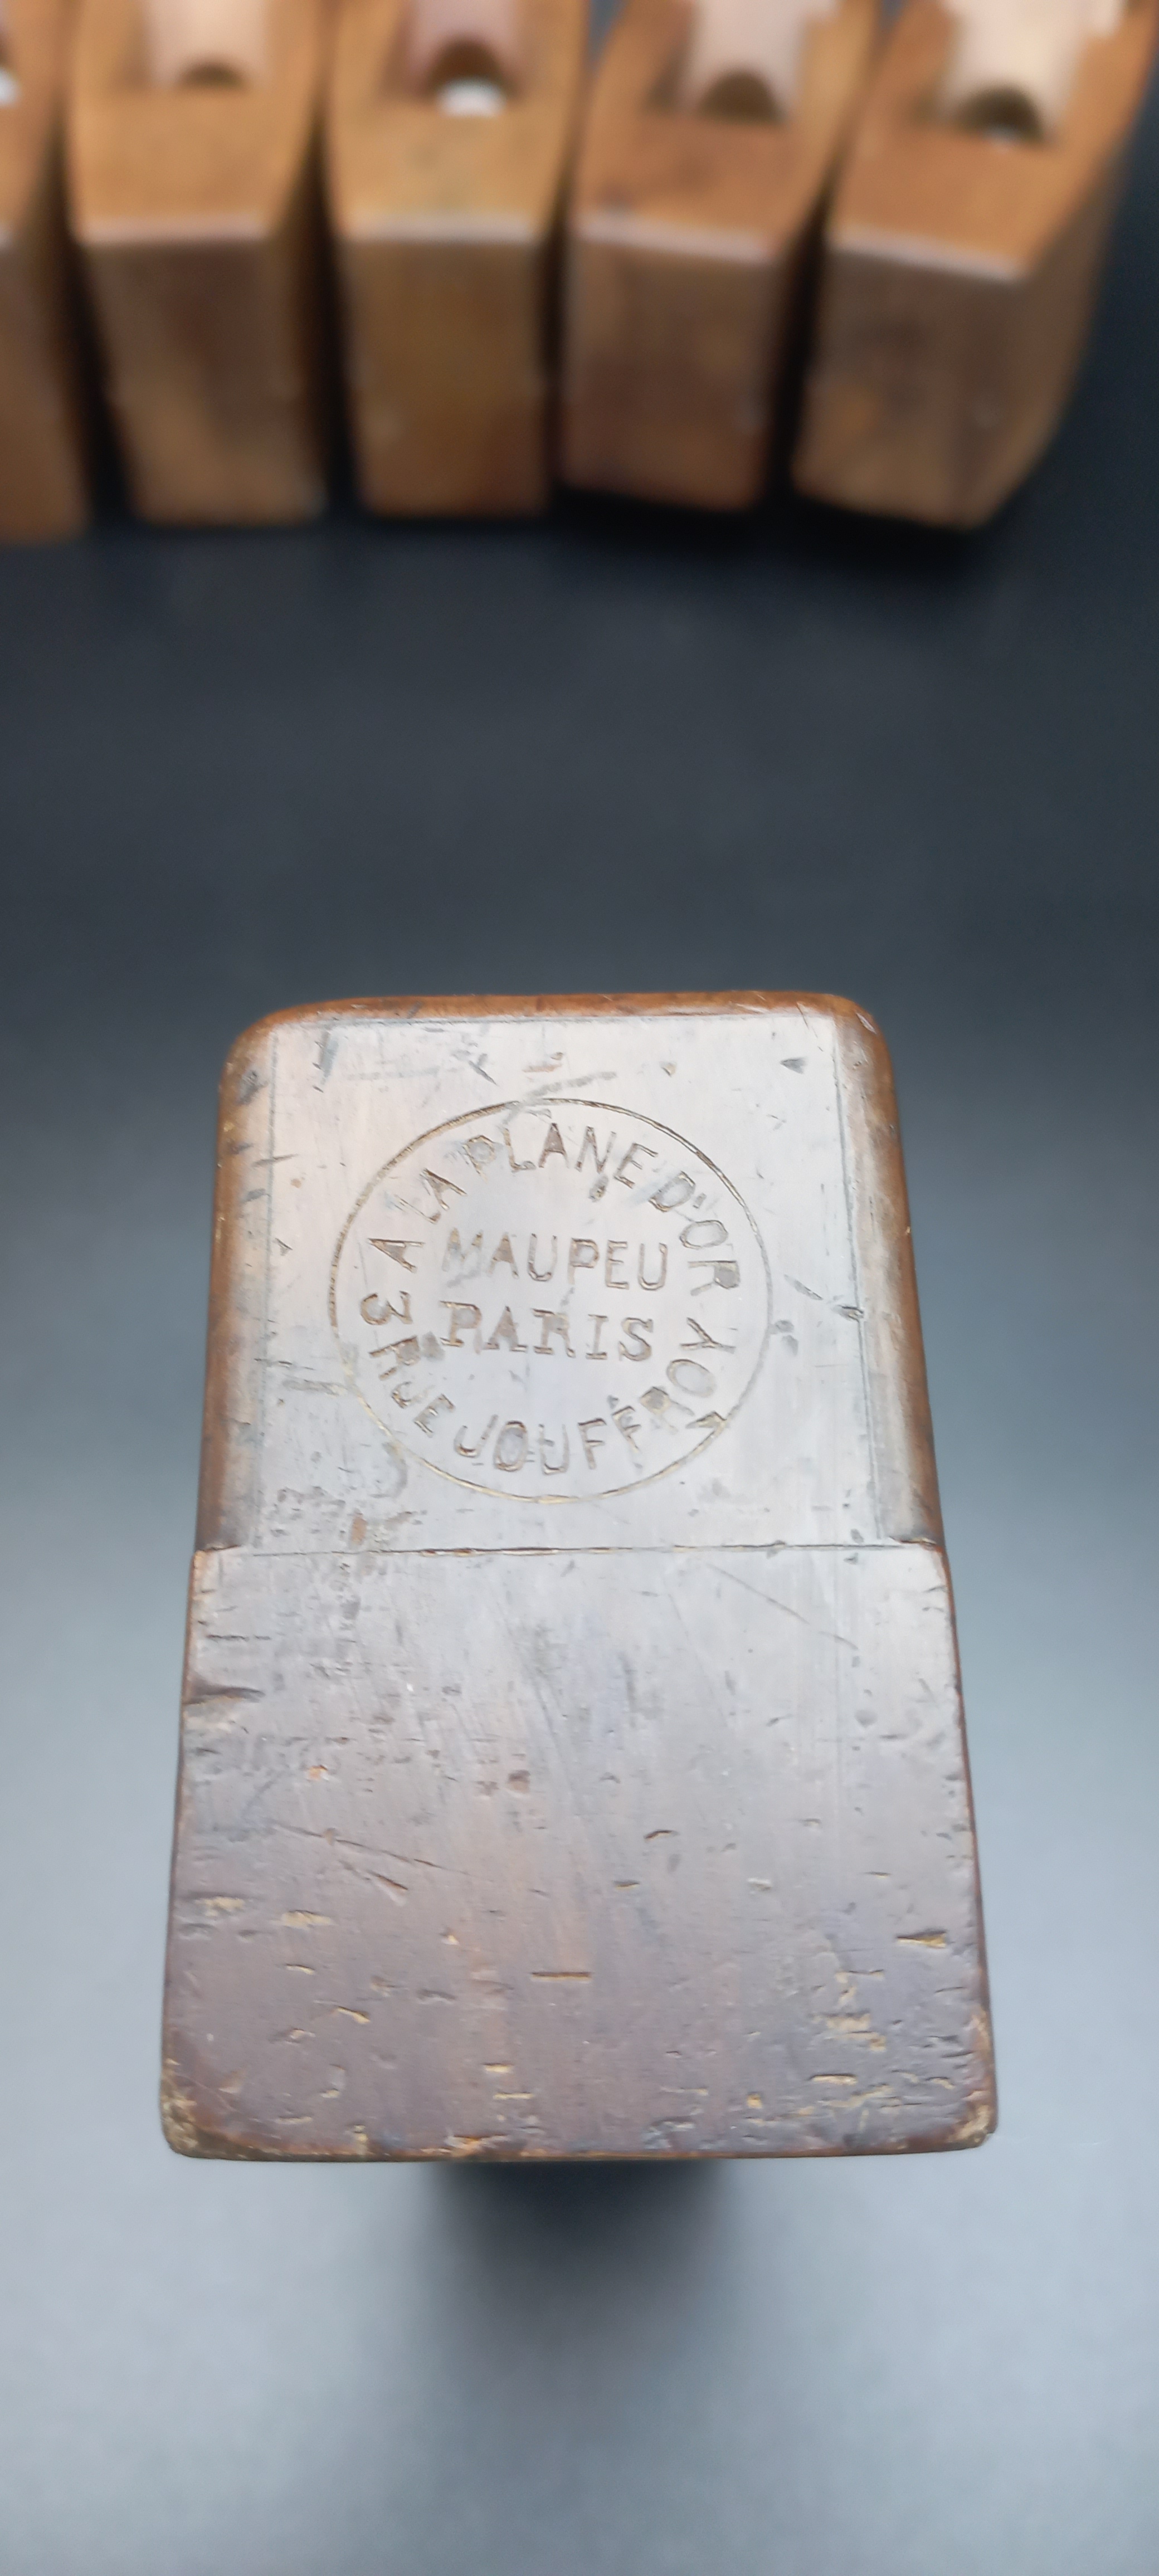 A LA PLANE D'OR
MAUPEU
PARIS
3 RUE JOUFFROY